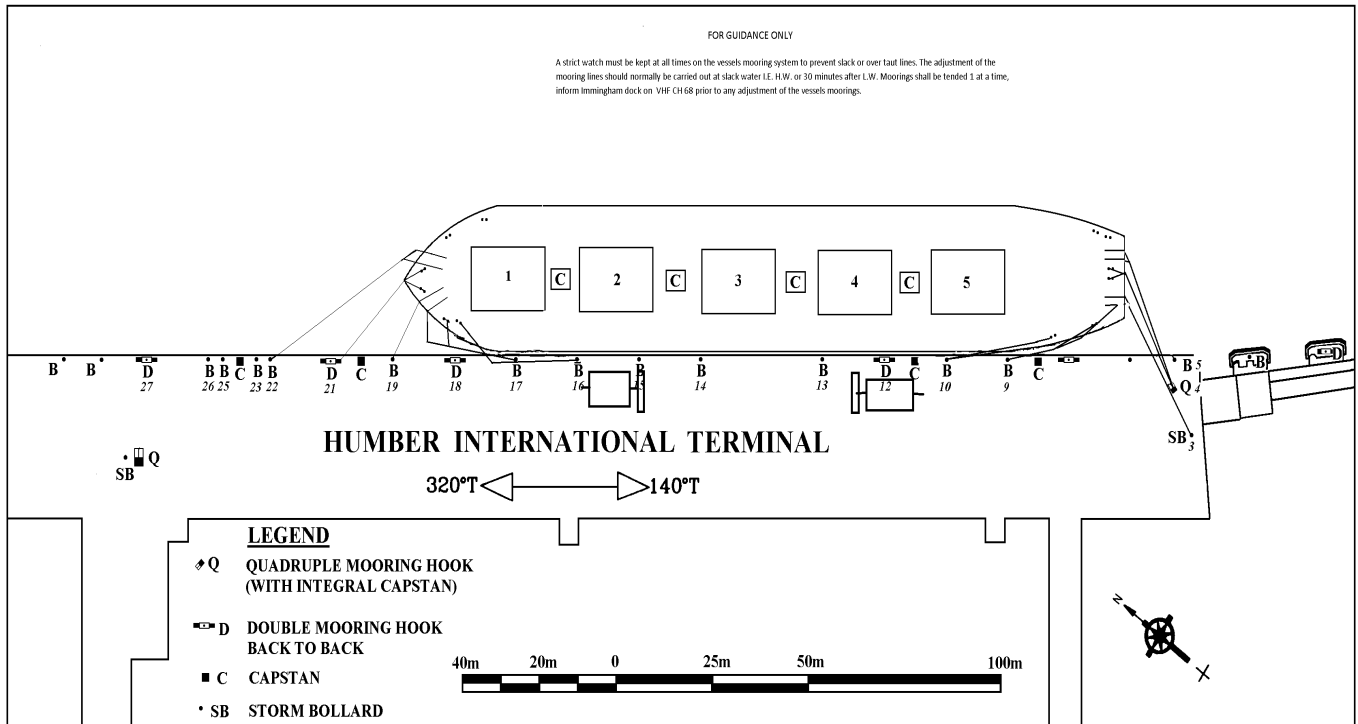 FOR GUIDANCE ONLY
A strict watch must be kept at all times on the vessels mooring system to prevent slack or over taut lines. The adjustment of the
mooring lines should normally be carried out at slack water I.E. H.W. or 30 minutes after L.W. Moorings shall be tended 1 at a time,
inform Immingham dock on VHF CH 68 prior to any adjustment of the vessels moorings.
1 C 2 C 3 C 4 C 5
B B D B B C B B D C B D B B B B B D C B B C B 5 B D
27 26 25 23 22 21 19 18 17 16 15 14 13 12 10 9 Q 4
SB 3
HUMBER INTERNATIONAL TERMINAL
SB Q
320°T 140°T
LEGEND
Q QUADRUPLE MOORING HOOK
(WITH INTEGRAL CAPSTAN)
D DOUBLE MOORING HOOK
BACK TO BACK
C CAPSTAN
SB STORM BOLLARD
N
40m 20m 0 25m 50m 100m